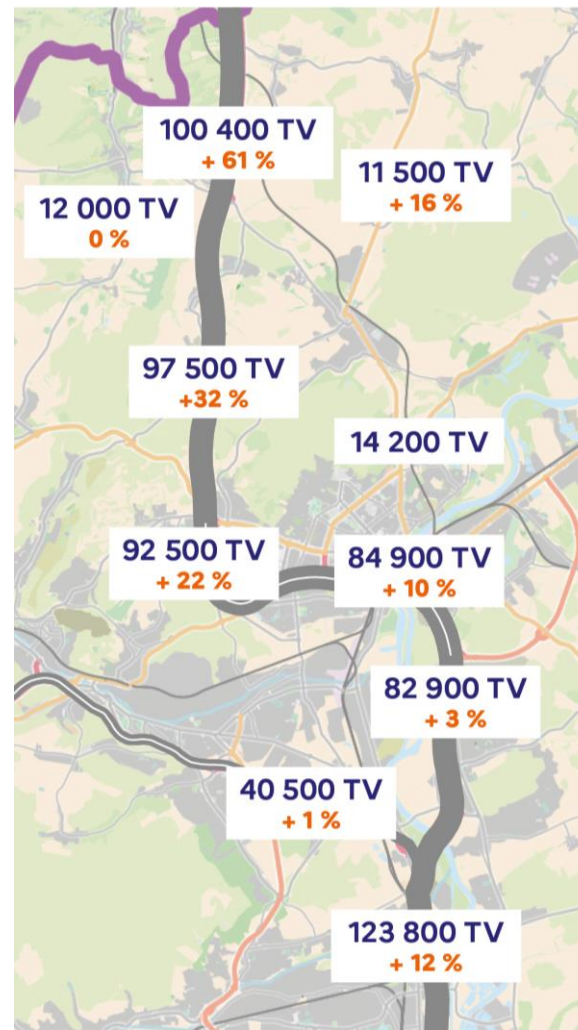 100 400 TV
+ 61 %
11 500 TV
+ 16 %
12 000 TV
0 %
97 500 TV
+32 %
14 200 TV
92 500 TV
+ 22 %
84 900 TV
+ 10 %
82 900 TV
+ 3 %
40 500 TV
+ 1 %
123 800 TV
+ 12 %